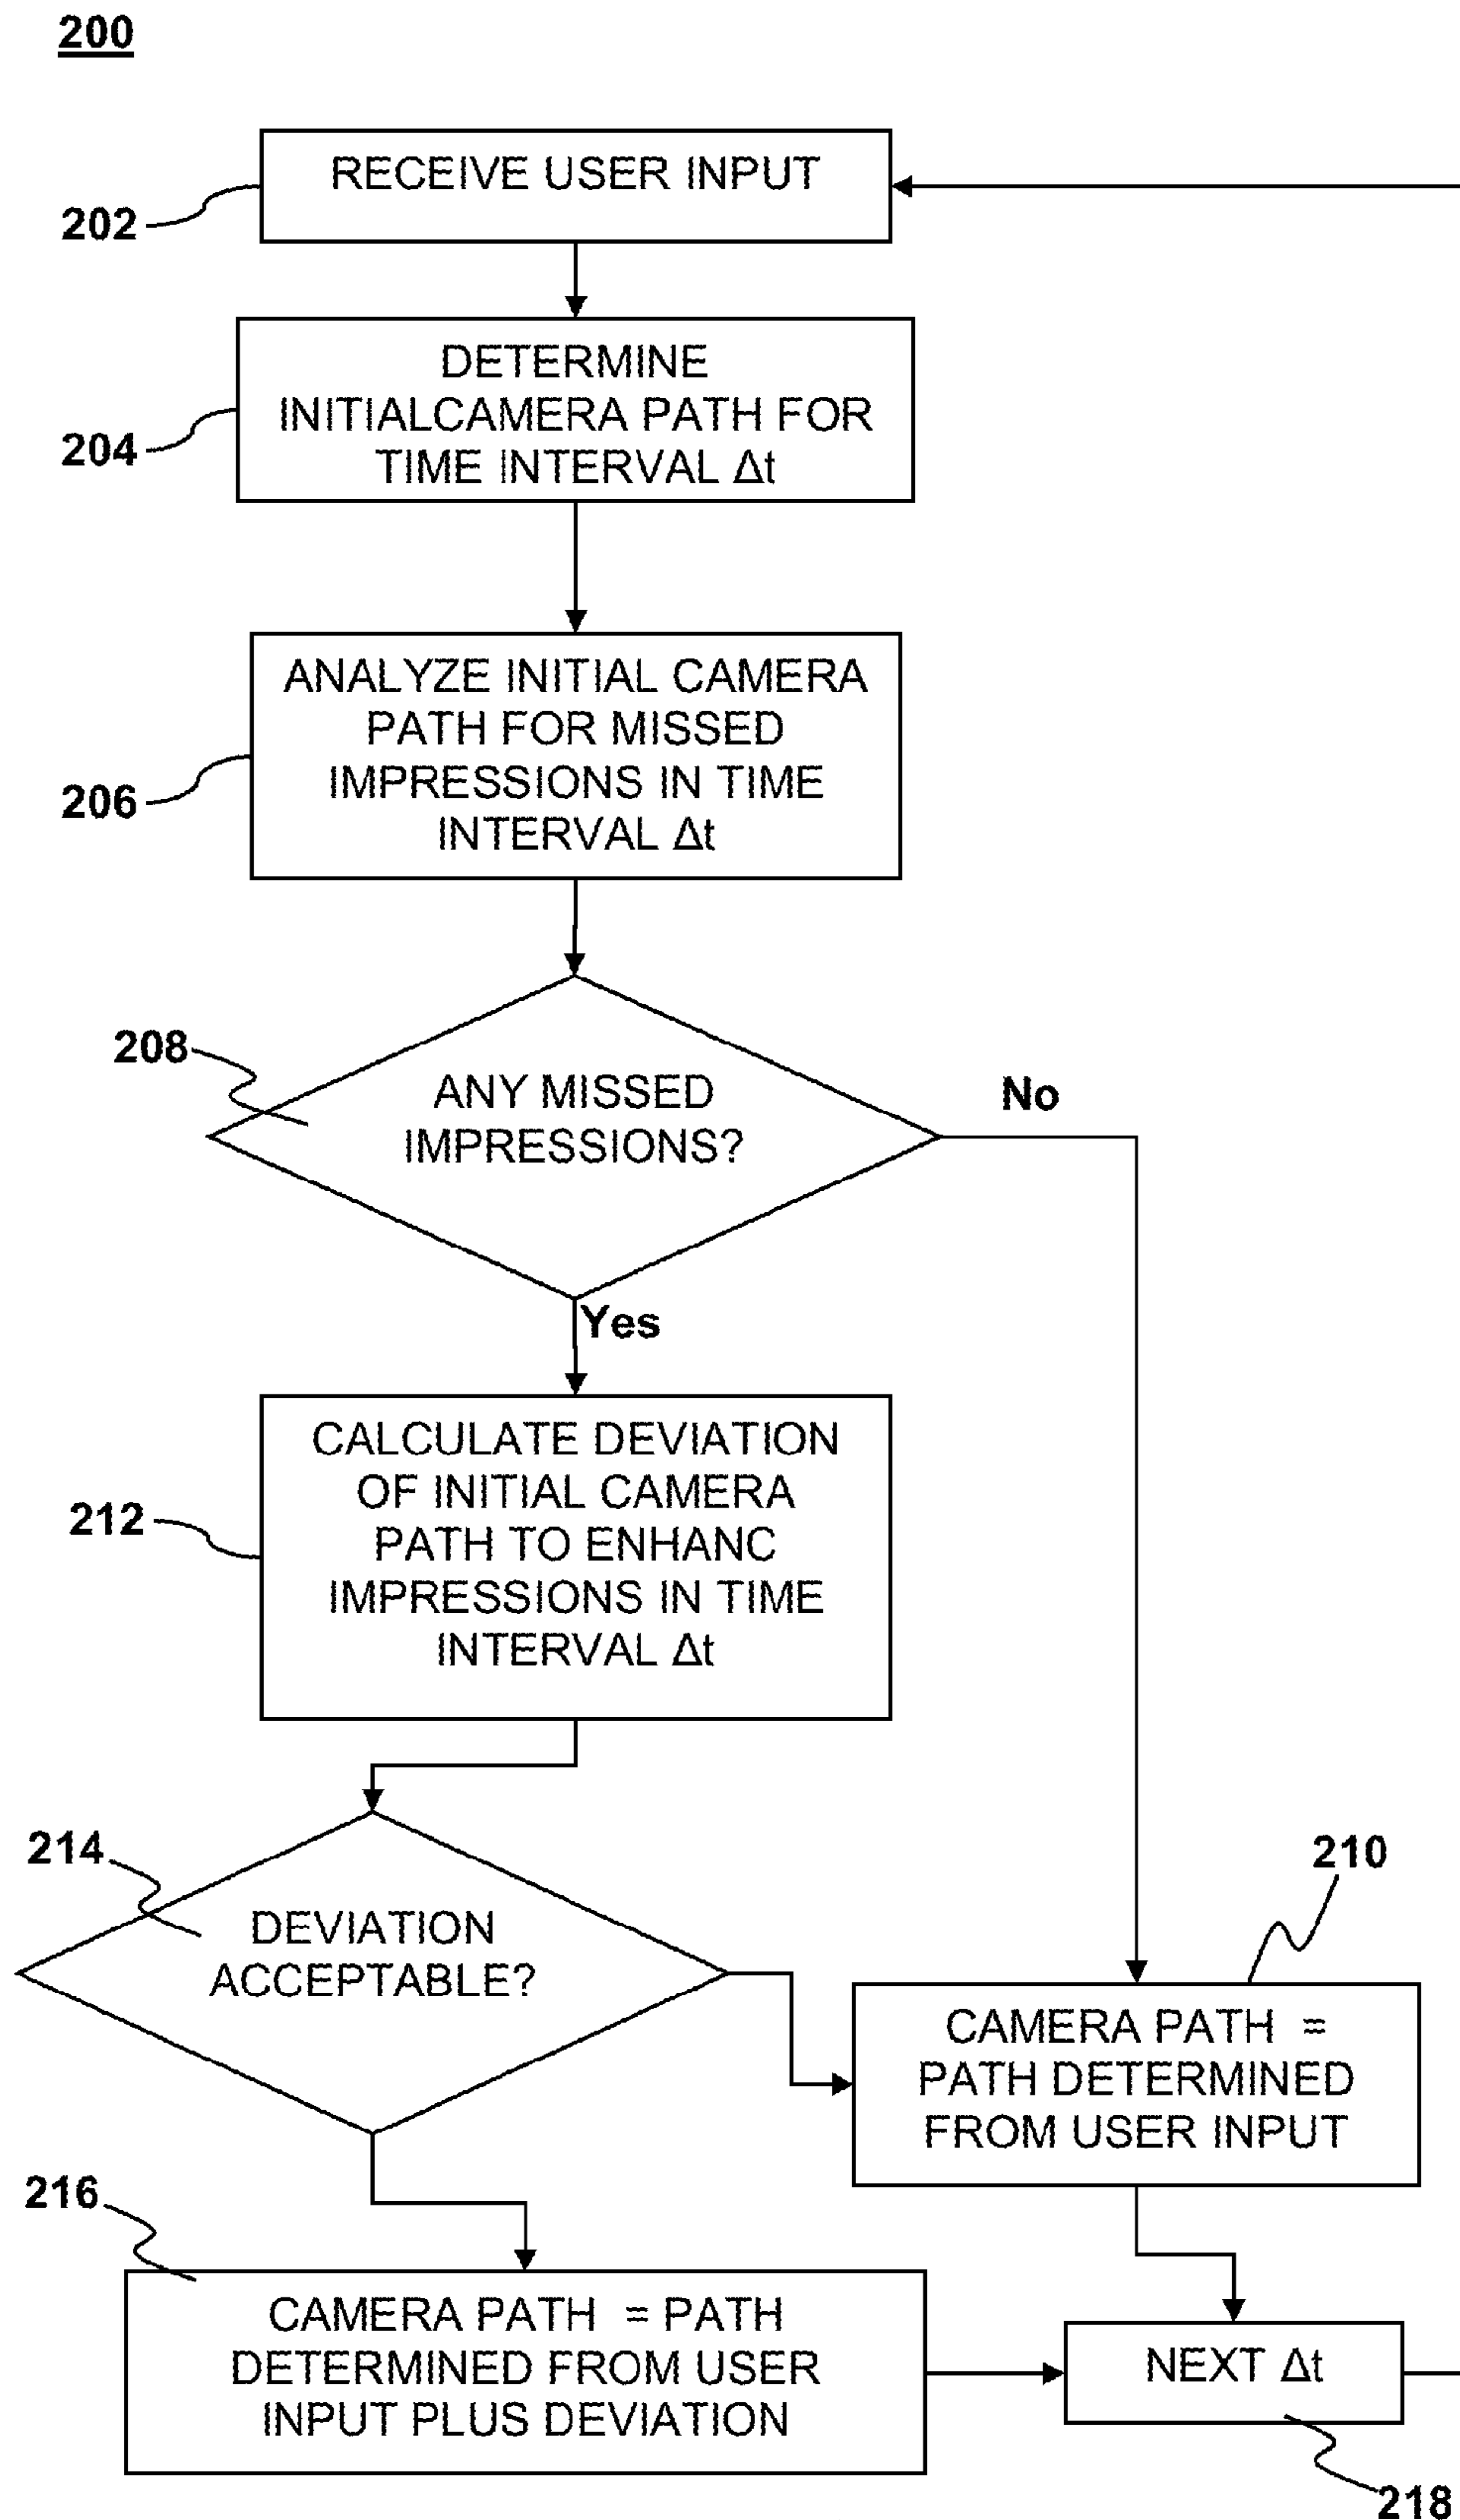 200
RECEIVE USER INPUT
202
DETERMINE
INITIALCAMERA PATH FOR
TIME INTERVAL Δt
204
ANALYZE INITIAL CAMERA
PATH FOR MISSED
IMPRESSIONS IN TIME
INTERVAL Δt
206
208
ANY MISSED
IMPRESSIONS?
No
Yes
CALCULATE DEVIATION
OF INITIAL CAMERA
PATH TO ENHANC
IMPRESSIONS IN TIME
INTERVAL Δt
212
214
DEVIATION
ACCEPTABLE?
210
CAMERA PATH =
PATH DETERMINED
FROM USER INPUT
216
CAMERA PATH = PATH
DETERMINED FROM USER
INPUT PLUS DEVIATION
NEXT Δt
218